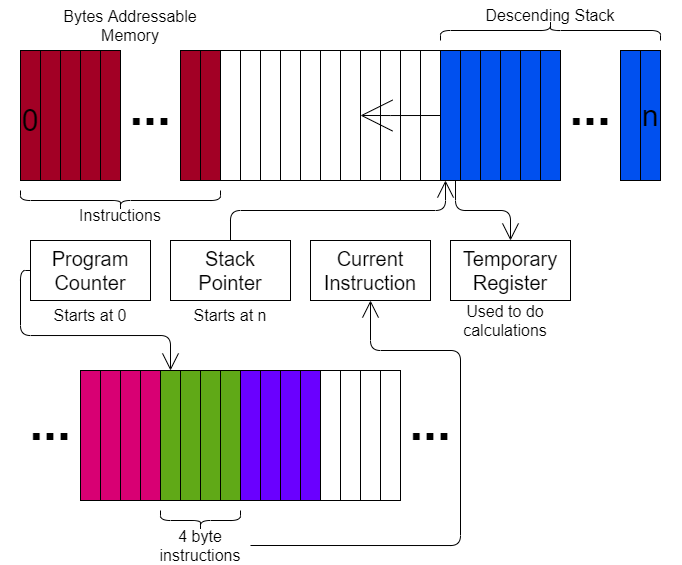 Bytes Addressable
Memory
Descending Stack
0
...
...
n
Instructions
Program
Counter
Stack
Pointer
Current
Instruction
Temporary
Register
Starts at 0
Starts at n
Used to do
calculations
...
...
4 byte
instructions